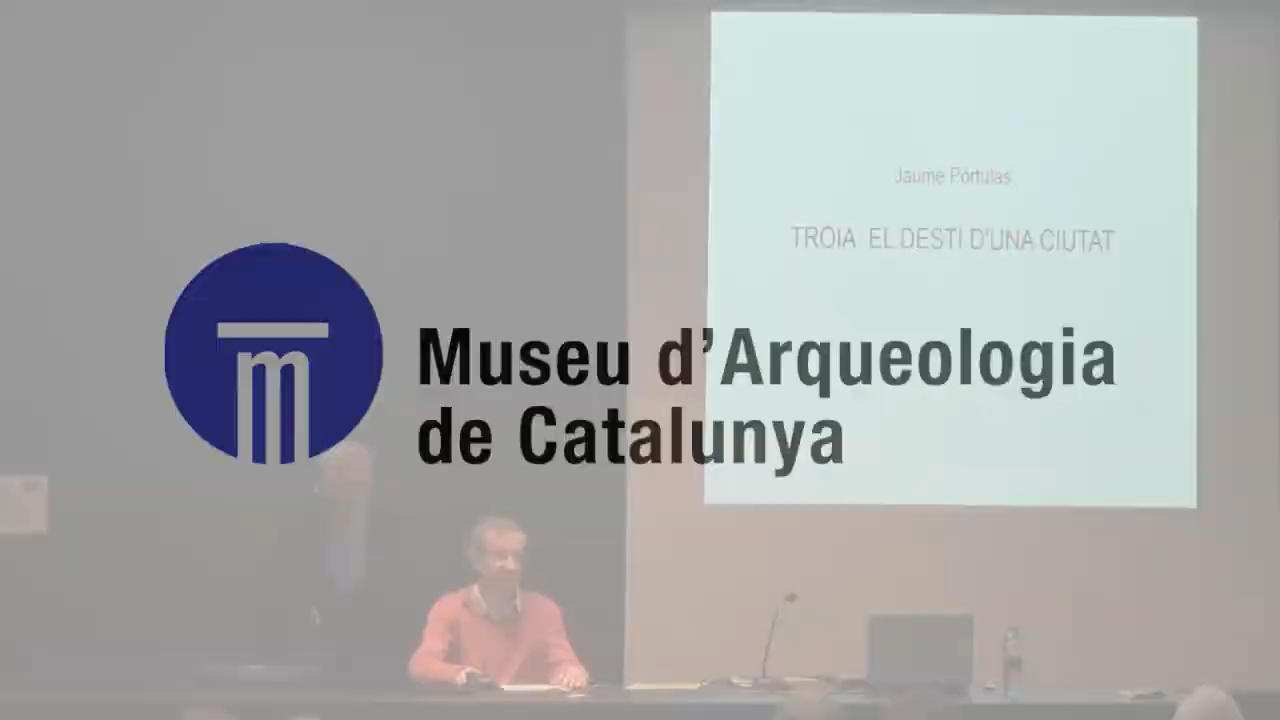 Jaume Pòrtulas
TROIA EL DESTÍ D'UNA CIUTAT
m
Museu d'Arqueologia
de Catalunya